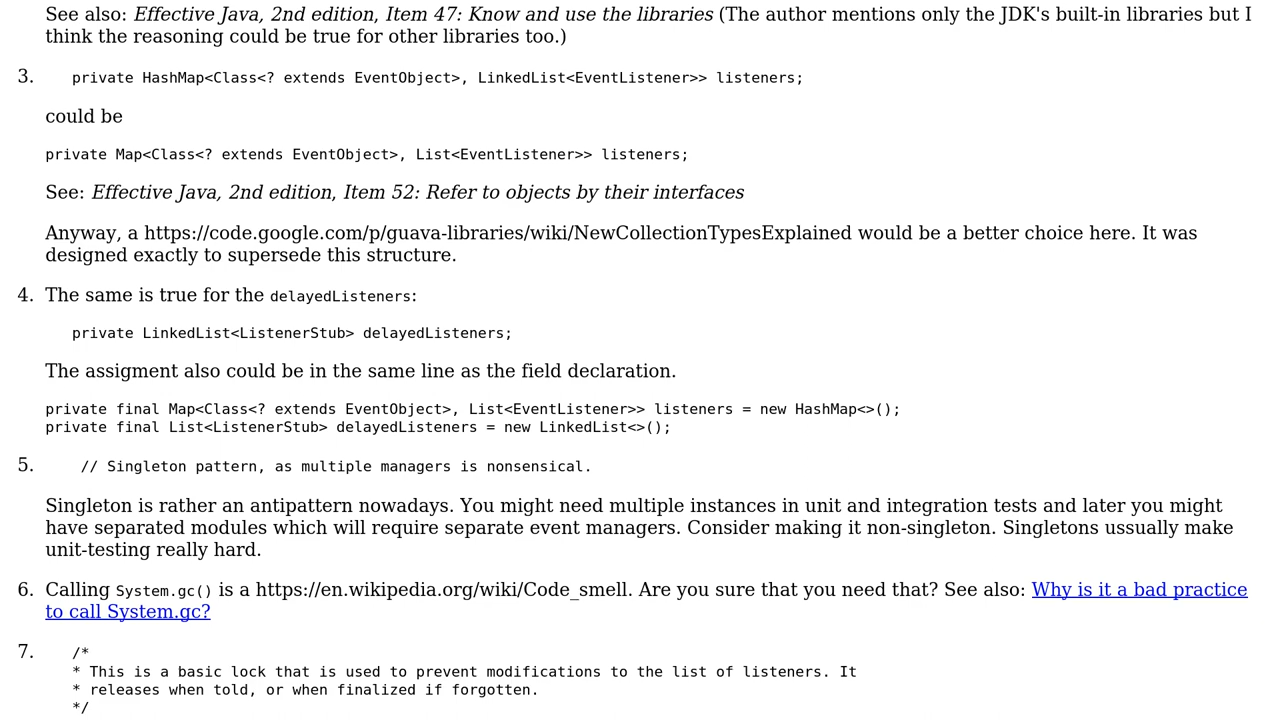 See also: Effective Java, 2nd edition, Item 47: Know and use the libraries (The author mentions only the JDK's built-in libraries but I
think the reasoning could be true for other libraries too.)
3. private HashMap<Class<? extends EventObject>, LinkedList<EventListener>> listeners;
could be
private Map<Class<? extends EventObject>, List<EventListener>> listeners;
See: Effective Java, 2nd edition, Item 52: Refer to objects by their interfaces
Anyway, a https://code.google.com/p/guava-libraries/wiki/NewCollectionTypesExplained would be a better choice here. It was
designed exactly to supersede this structure.
4. The same is true for the delayedListeners:
private LinkedList<ListenerStub> delayedListeners;
The assigment also could be in the same line as the field declaration.
private final Map<Class<? extends EventObject>, List<EventListener>> listeners = new HashMap<>();
private final List<ListenerStub> delayedListeners = new LinkedList<>();
5. // Singleton pattern, as multiple managers is nonsensical.
Singleton is rather an antipattern nowadays. You might need multiple instances in unit and integration tests and later you might
have separated modules which will require separate event managers. Consider making it non-singleton. Singletons ussually make
unit-testing really hard.
6. Calling System.gc() is a https://en.wikipedia.org/wiki/Code_smell. Are you sure that you need that? See also: Why is it a bad practice
to call System.gc?
7. /*
* This is a basic lock that is used to prevent modifications to the list of listeners. It
* releases when told, or when finalized if forgotten.
*/